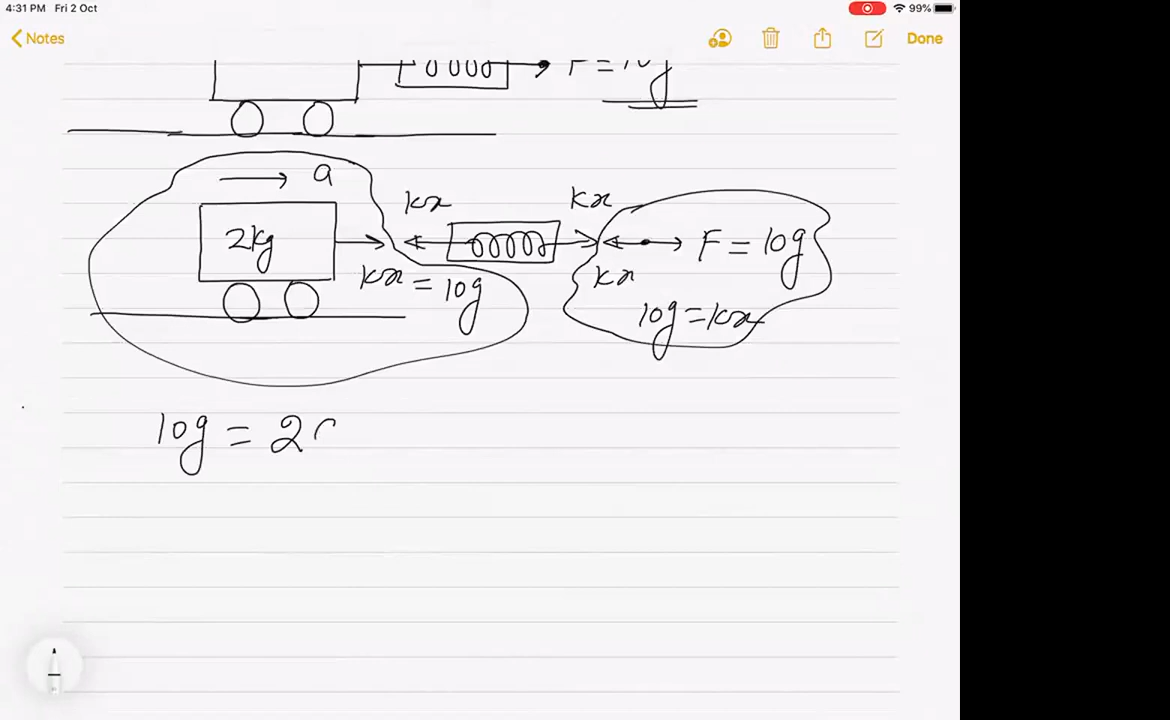 4:31 PM Fri 2 Oct
99%
Notes
Done
F = 10g
a
kx
kx
2kg
F = 10g
kx = 10g
kx
10g = kx
10g = 2